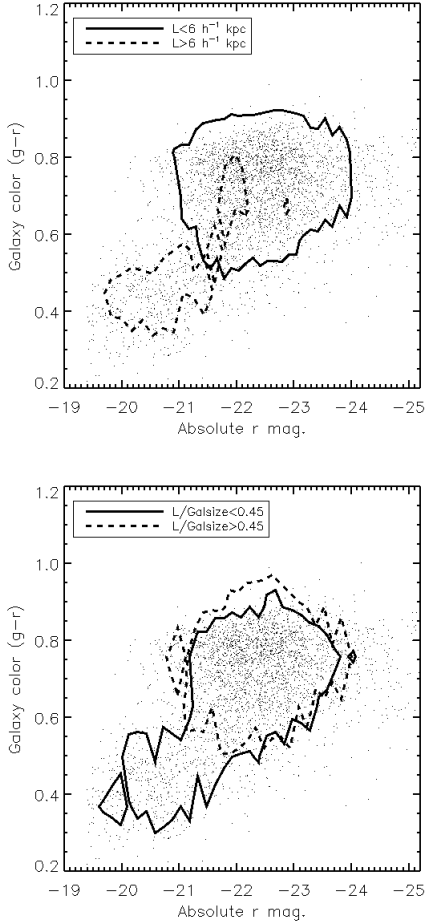 L<6 h⁻¹ kpc
L>6 h⁻¹ kpc
1.2
1.0
0.8
0.6
0.4
0.2
Galaxy color (g-r)
-19 -20 -21 -22 -23 -24 -25
Absolute r mag.
L/Galsize<0.45
L/Galsize>0.45
1.2
1.0
0.8
0.6
0.4
0.2
Galaxy color (g-r)
-19 -20 -21 -22 -23 -24 -25
Absolute r mag.